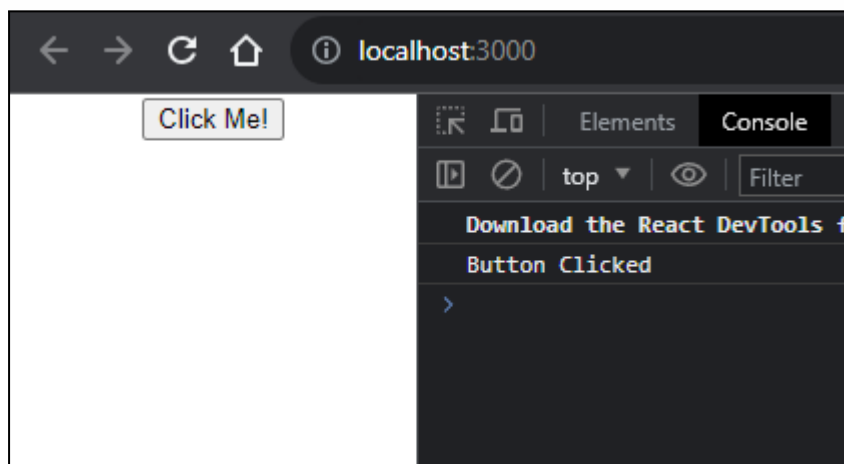 localhost:3000
Click Me!
Elements Console
top Filter
Download the React DevTools
Button Clicked